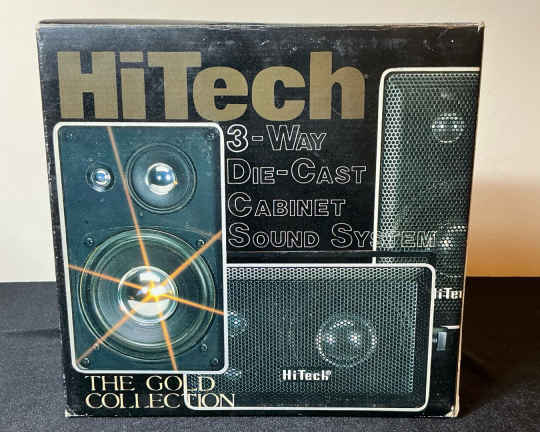 HiTech
3-Way
Die-Cast
Cabinet
Sound System
HiTech
HiTech®
THE GOLD
COLLECTION